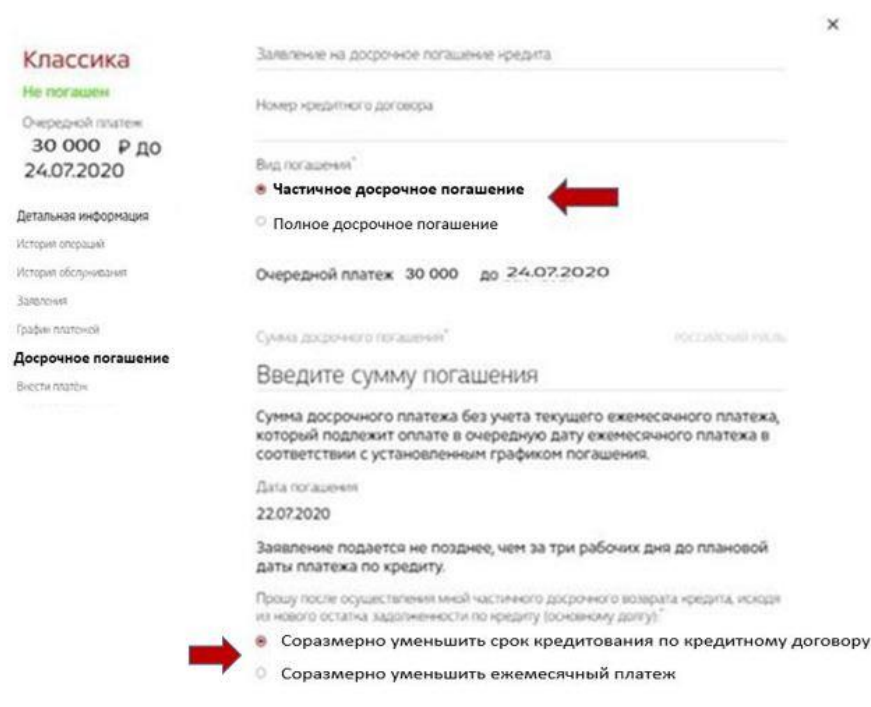 Классика
Не погашен
Очередной платеж
30 000 ₽ до
24.07.2020
Детальная информация
История операций
История обслуживания
Заявления
График платежей
Досрочное погашение
Внести платёж
×
Заявление на досрочное погашение кредита
Номер кредитного договора
Вид погашения*
Частичное досрочное погашение
Полное досрочное погашение
Очередной платеж 30 000 до 24.07.2020
Сумма досрочного погашения*
РОССИЙСКИЙ РУБЛЬ
Введите сумму погашения
Сумма досрочного платежа без учета текущего ежемесячного платежа,
который подлежит оплате в очередную дату ежемесячного платежа в
соответствии с установленным графиком погашения.
Дата погашения
22.07.2020
Заявление подается не позднее, чем за три рабочих дня до плановой
даты платежа по кредиту.
Прошу после осуществления мной частичного досрочного возврата кредита, исходя
из нового остатка задолженности по кредиту (основному долгу):*
Соразмерно уменьшить срок кредитования по кредитному договору
Соразмерно уменьшить ежемесячный платеж